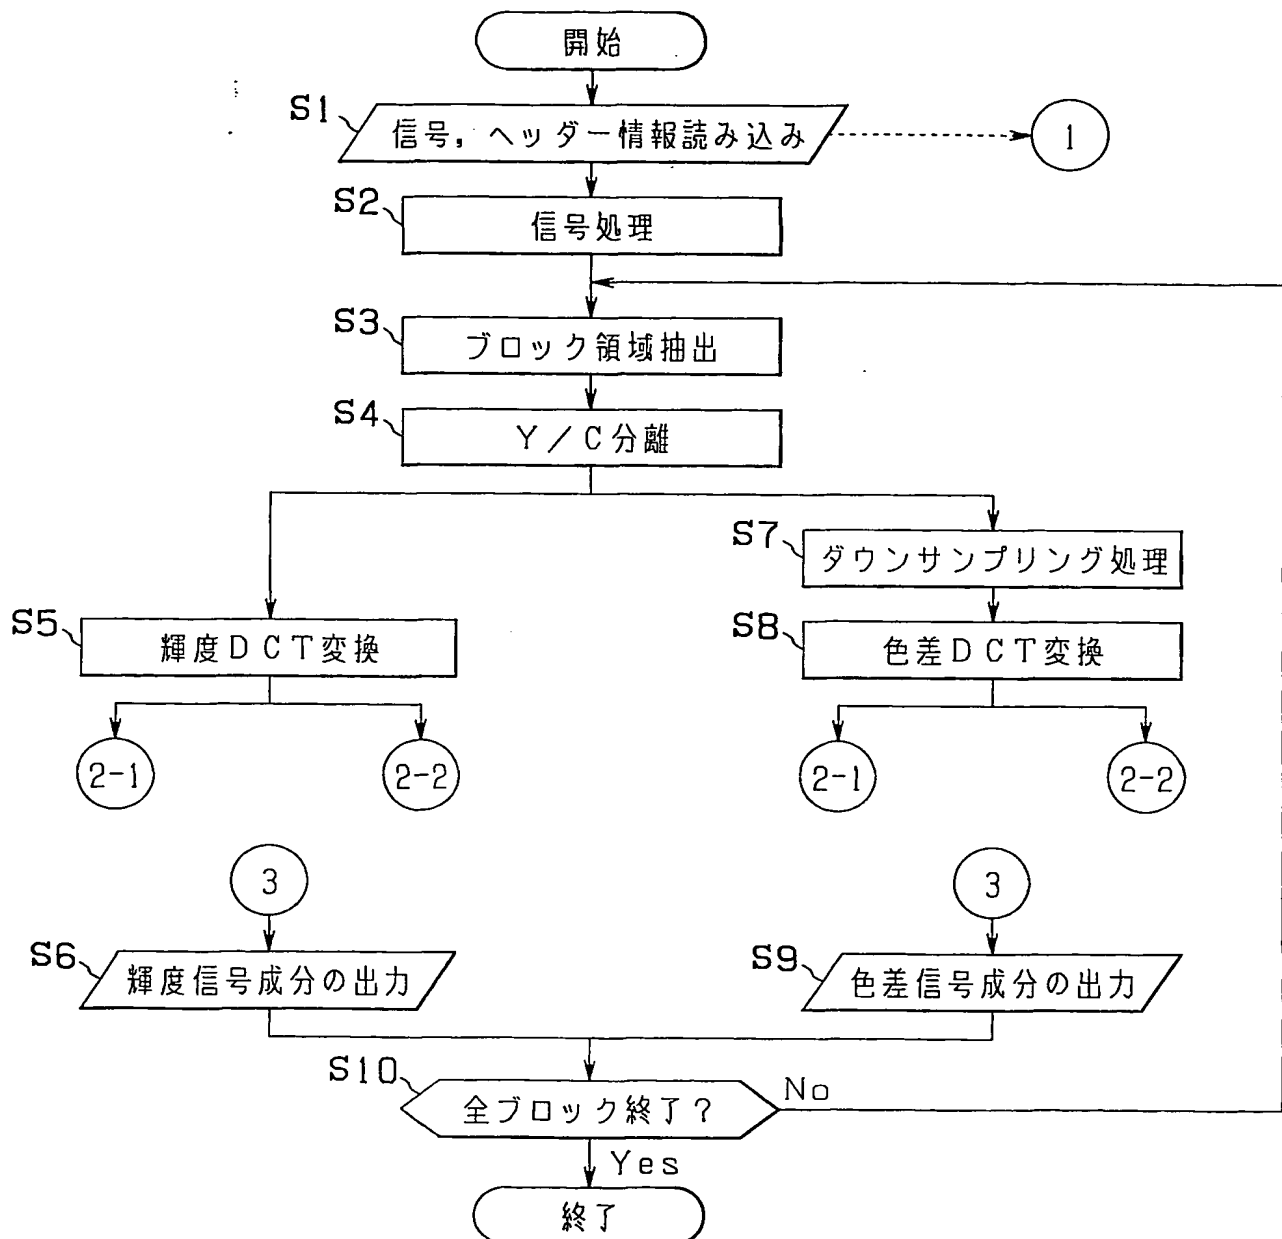 開始
S1
信号，ヘッダー情報読み込み
1
S2
信号処理
S3
ブロック領域抽出
S4
Y／C分離
S7
ダウンサンプリング処理
S5
輝度DCT変換
S8
色差DCT変換
2-1
2-2
2-1
2-2
3
3
S6
輝度信号成分の出力
S9
色差信号成分の出力
S10
全ブロック終了？
No
Yes
終了